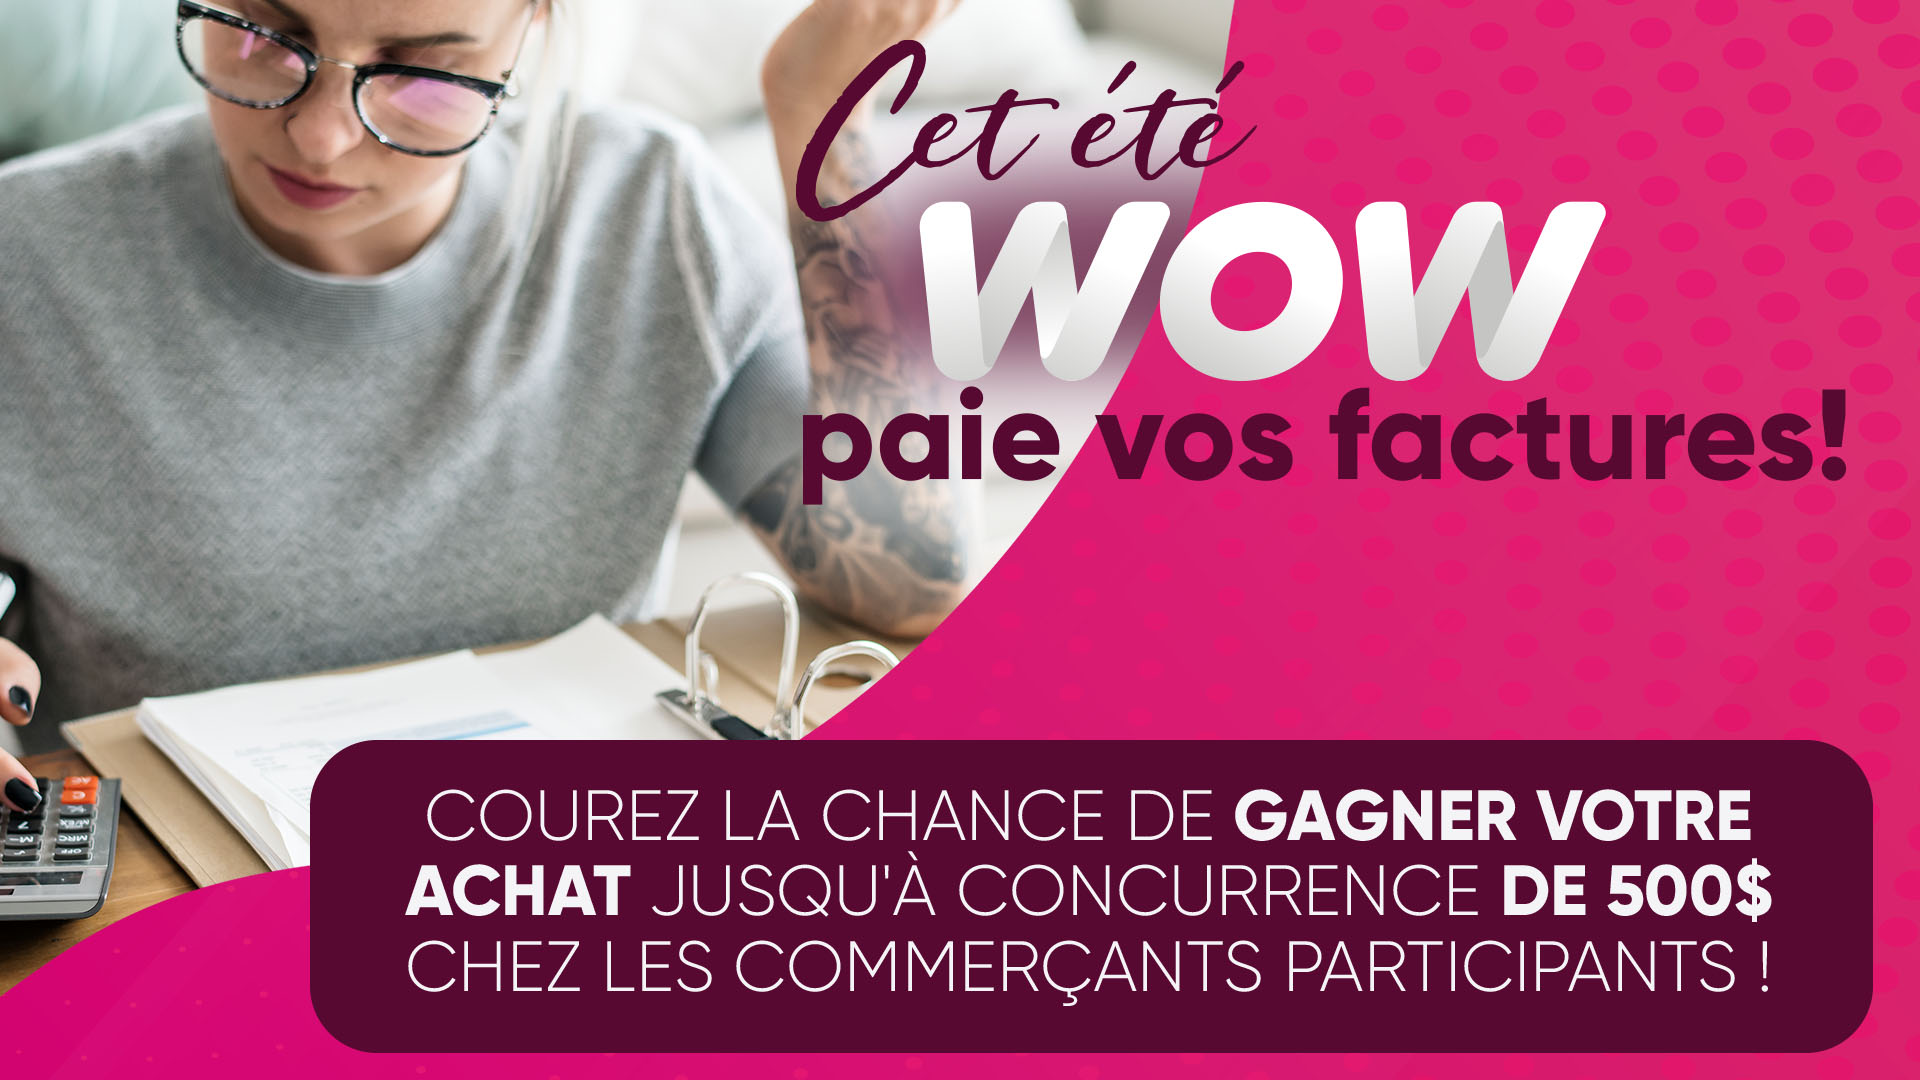 Cet été
WOW
paie vos factures!
COUREZ LA CHANCE DE GAGNER VOTRE
ACHAT JUSQU'À CONCURRENCE DE 500$
CHEZ LES COMMERÇANTS PARTICIPANTS !